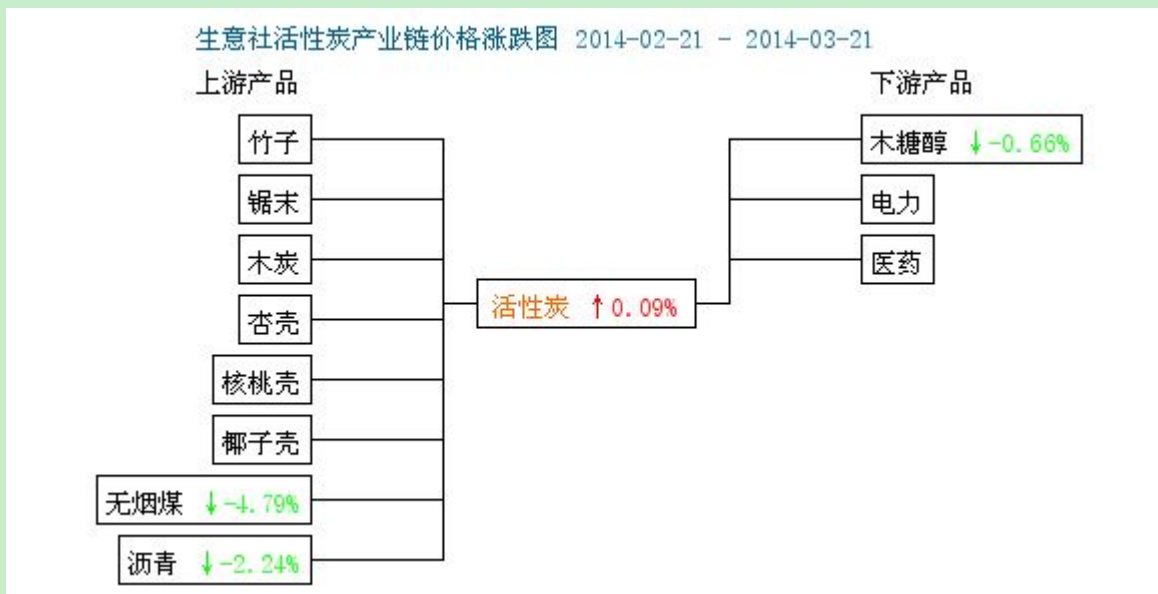 生意社活性炭产业链价格涨跌图 2014-02-21 - 2014-03-21
上游产品
下游产品
竹子
锯末
木炭
杏壳
核桃壳
椰子壳
无烟煤 ↓-4.79%
沥青 ↓-2.24%
活性炭 ↑0.09%
木糖醇 ↓-0.66%
电力
医药